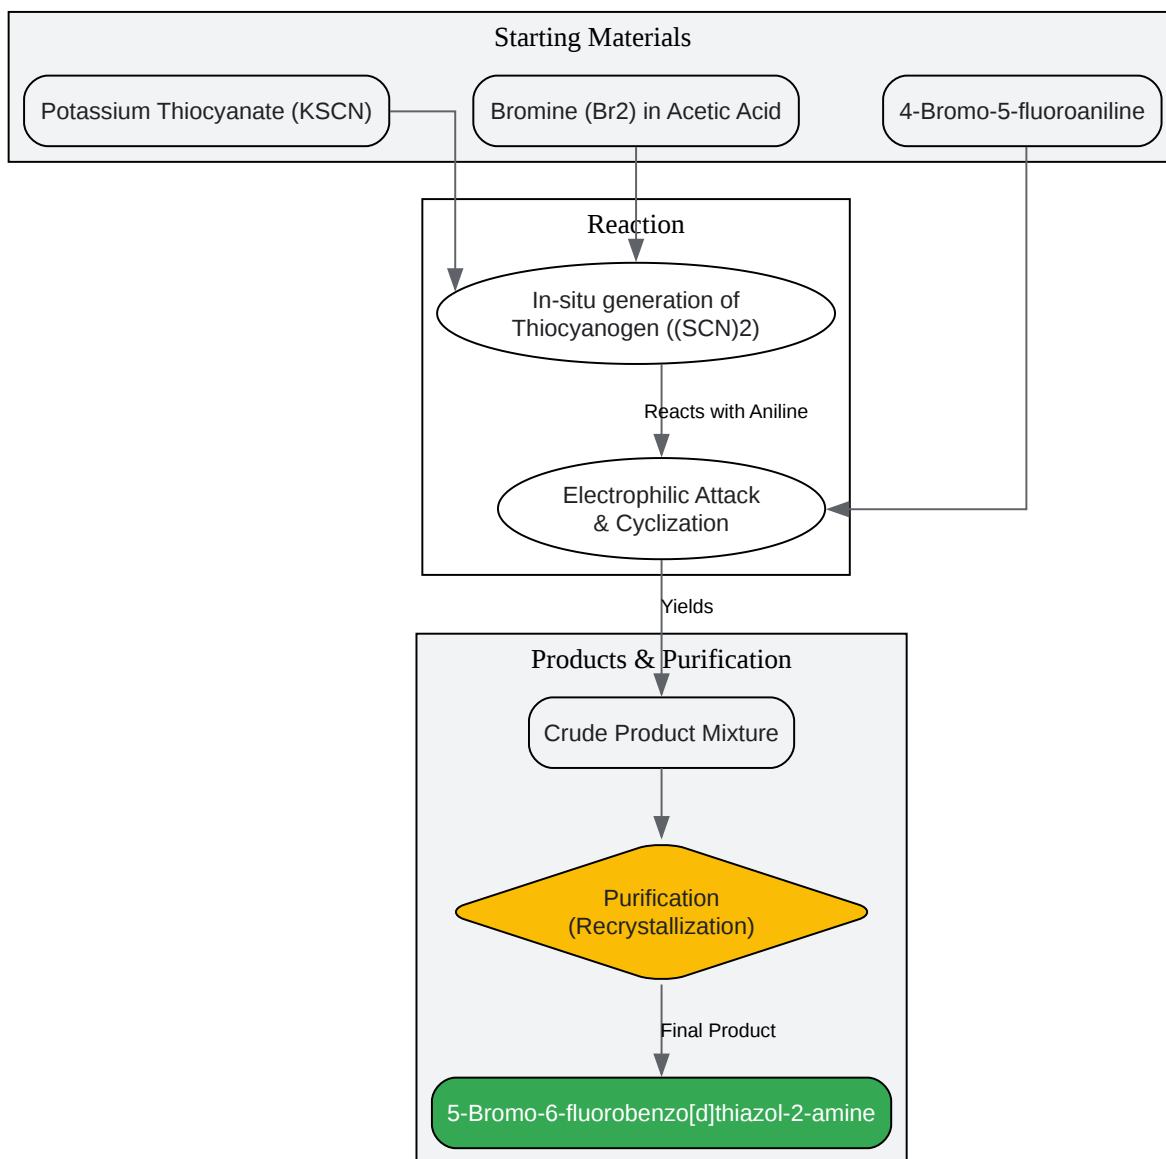 Starting Materials
Potassium Thiocyanate (KSCN)
Bromine (Br2) in Acetic Acid
4-Bromo-5-fluoroaniline
Reaction
In-situ generation of
Thiocyanogen ((SCN)2)
Reacts with Aniline
Electrophilic Attack
& Cyclization
Yields
Products & Purification
Crude Product Mixture
Purification
(Recrystallization)
Final Product
5-Bromo-6-fluorobenzo[d]thiazol-2-amine